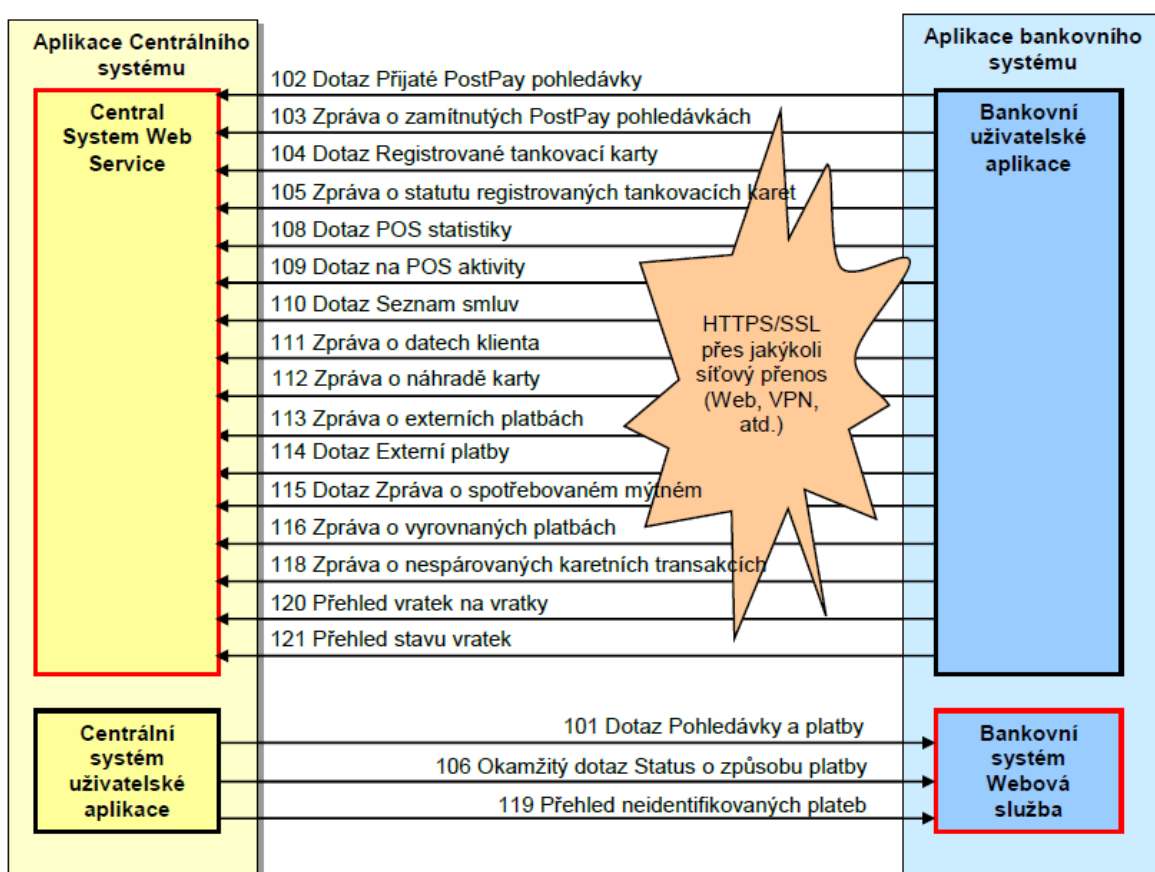 Aplikace Centrálního
systému
Aplikace bankovního
systému
Central
System Web
Service
Bankovní
uživatelské
aplikace
102 Dotaz Přijaté PostPay pohledávky
103 Zpráva o zamítnutých PostPay pohledávkách
104 Dotaz Registrované tankovací karty
105 Zpráva o statutu registrovaných tankovacích karet
108 Dotaz POS statistiky
109 Dotaz na POS aktivity
110 Dotaz Seznam smluv
111 Zpráva o datech klienta
112 Zpráva o náhradě karty
113 Zpráva o externích platbách
114 Dotaz Externí platby
115 Dotaz Zpráva o spotřebovaném mýtném
116 Zpráva o vyrovnaných platbách
118 Zpráva o nespárovaných karetních transakcích
120 Přehled vratek na vratky
121 Přehled stavu vratek
HTTPS/SSL
přes jakýkoli
síťový přenos
(Web, VPN,
atd.)
Centrální
systém
uživatelské
aplikace
101 Dotaz Pohledávky a platby
106 Okamžitý dotaz Status o způsobu platby
119 Přehled neidentifikovaných plateb
Bankovní
systém
Webová
služba